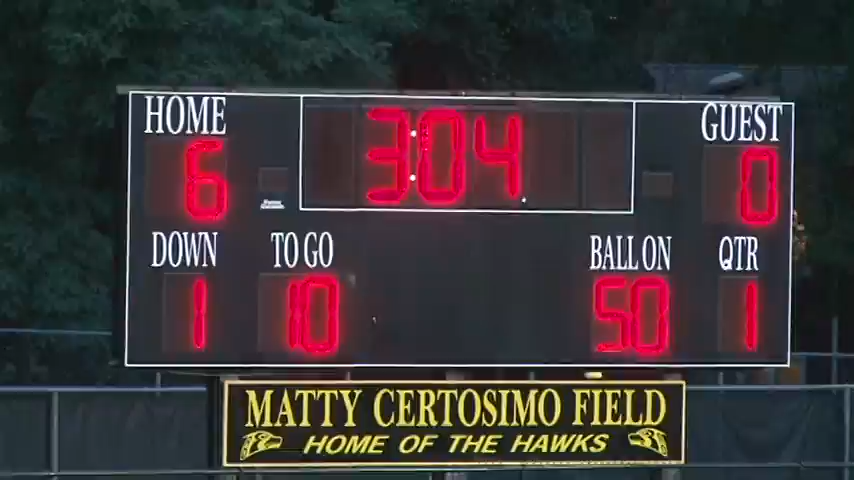 HOME 3:04 GUEST
6 0
DOWN TO GO BALL ON QTR
1 10 50 1
MATTY CERTOSIMO FIELD
HOME OF THE HAWKS